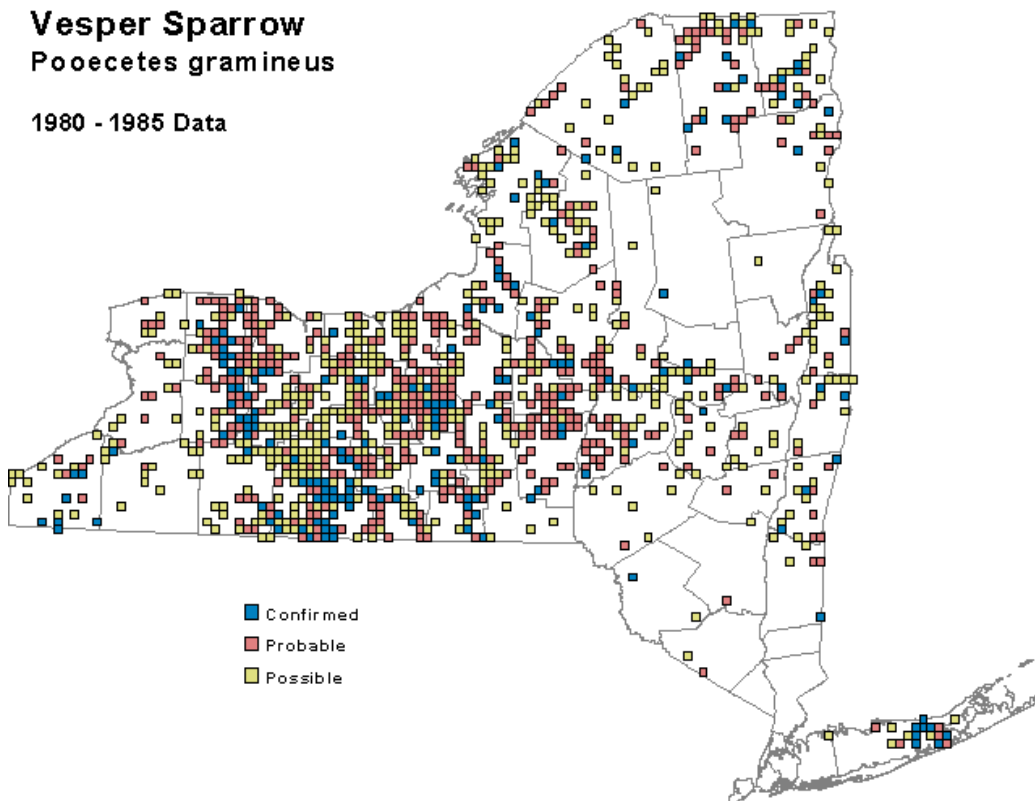 Vesper Sparrow
Pooecetes gramineus
1980 - 1985 Data
Confirmed
Probable
Possible